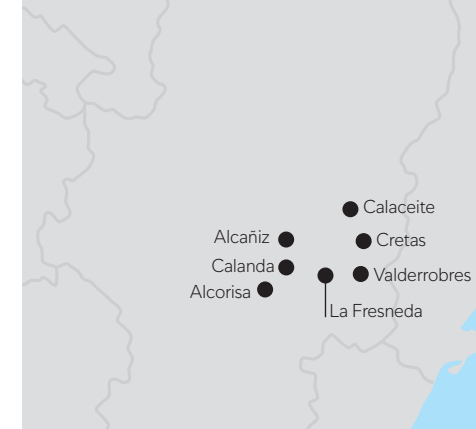 Calaceite
Alcañiz
Cretas
Calanda
Valderrobres
Alcorisa
La Fresneda